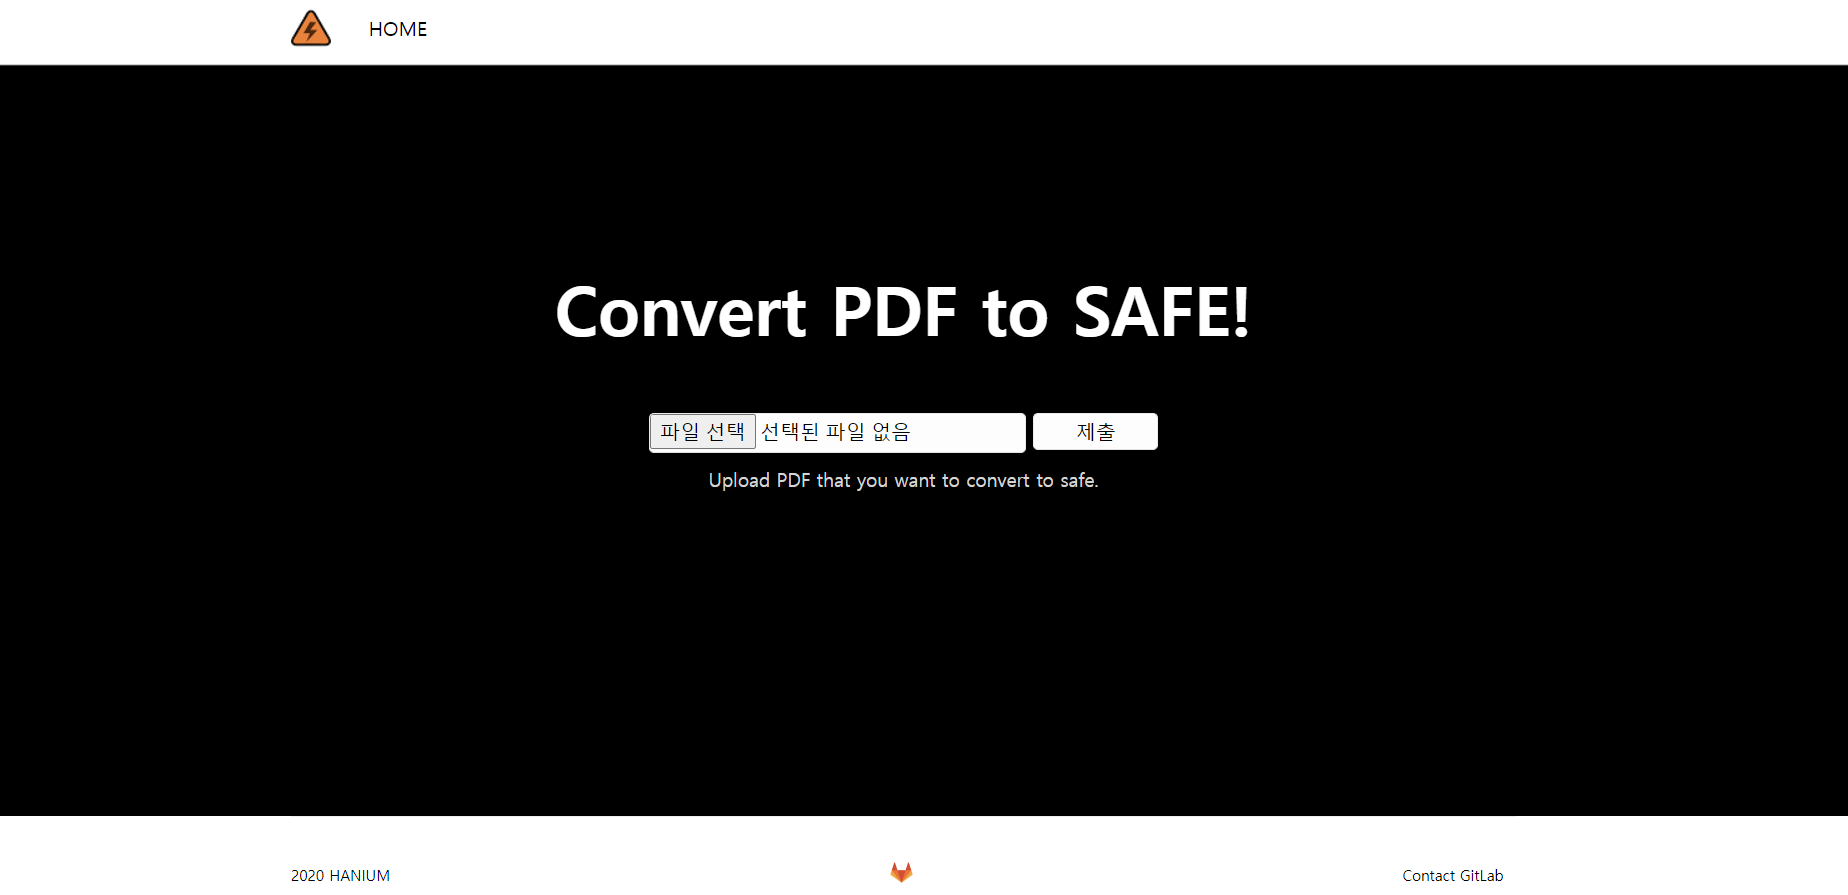 HOME
Convert PDF to SAFE!
파일 선택 선택된 파일 없음 제출
Upload PDF that you want to convert to safe.
2020 HANIUM Contact GitLab